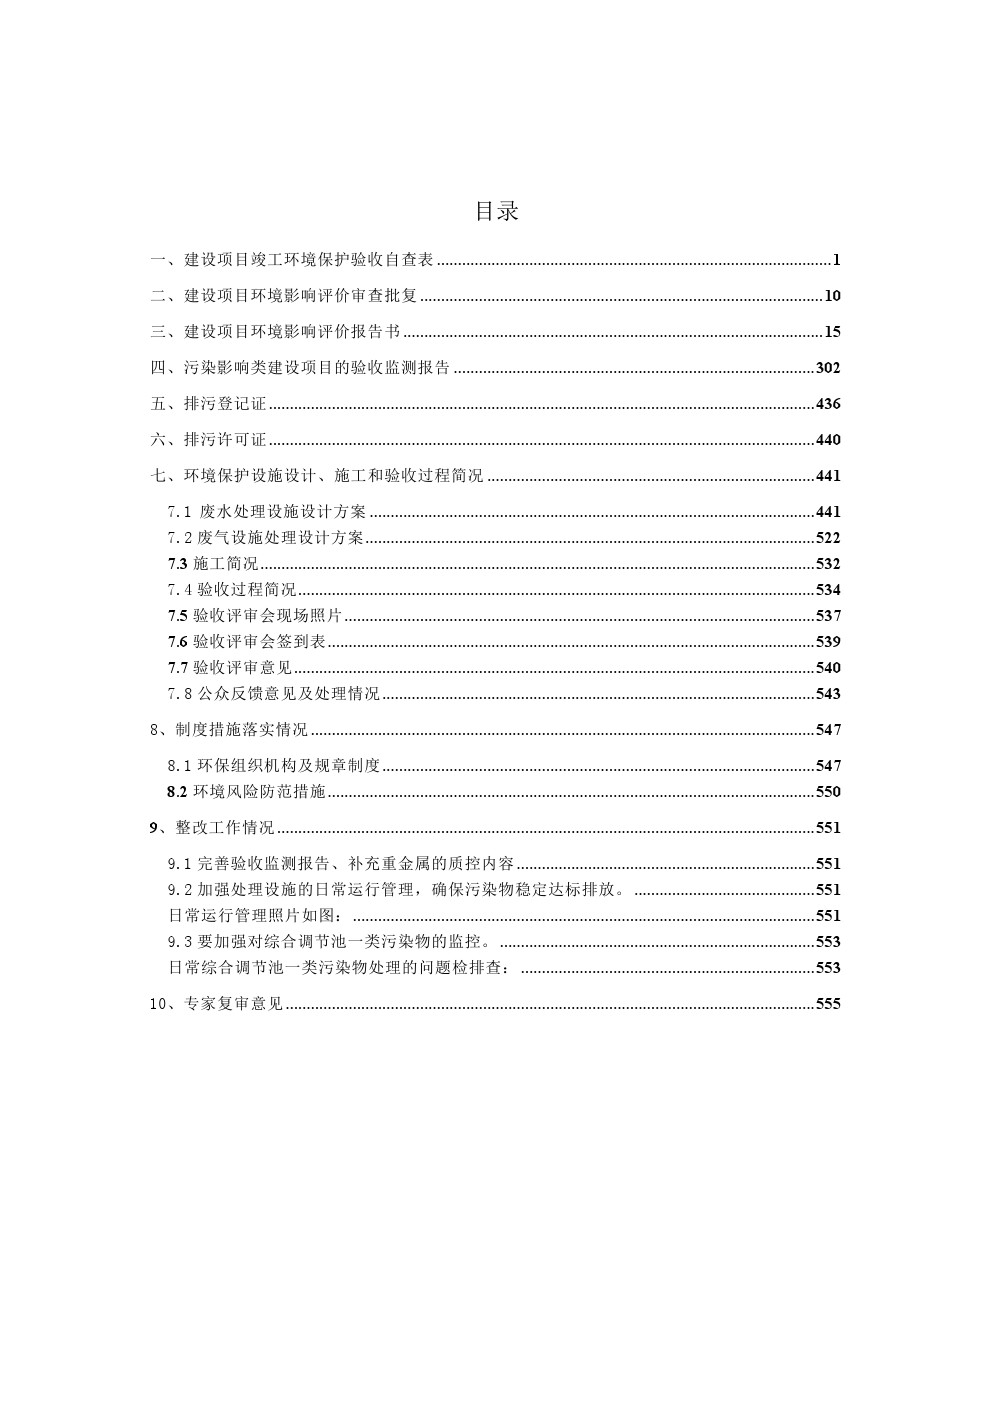 目录
一、建设项目竣工环境保护验收自查表........1
二、建设项目环境影响评价审查批复........10
三、建设项目环境影响评价报告书........15
四、污染影响类建设项目的验收监测报告........302
五、排污登记证........436
六、排污许可证........440
七、环境保护设施设计、施工和验收过程简况........441
7.1 废水处理设施设计方案........441
7.2 废气设施处理设计方案........522
7.3 施工简况........532
7.4 验收过程简况........534
7.5 验收评审会现场照片........537
7.6 验收评审会签到表........539
7.7 验收评审意见........540
7.8 公众反馈意见及处理情况........543
8、制度措施落实情况........547
8.1 环保组织机构及规章制度........547
8.2 环境风险防范措施........550
9、整改工作情况........551
9.1 完善验收监测报告、补充重金属的质控内容........551
9.2 加强处理设施的日常运行管理，确保污染物稳定达标排放。........551
日常运行管理照片如图：........551
9.3 要加强对综合调节池一类污染物的监控。........553
日常综合调节池一类污染物处理的问题检排查：........553
10、专家复审意见........555